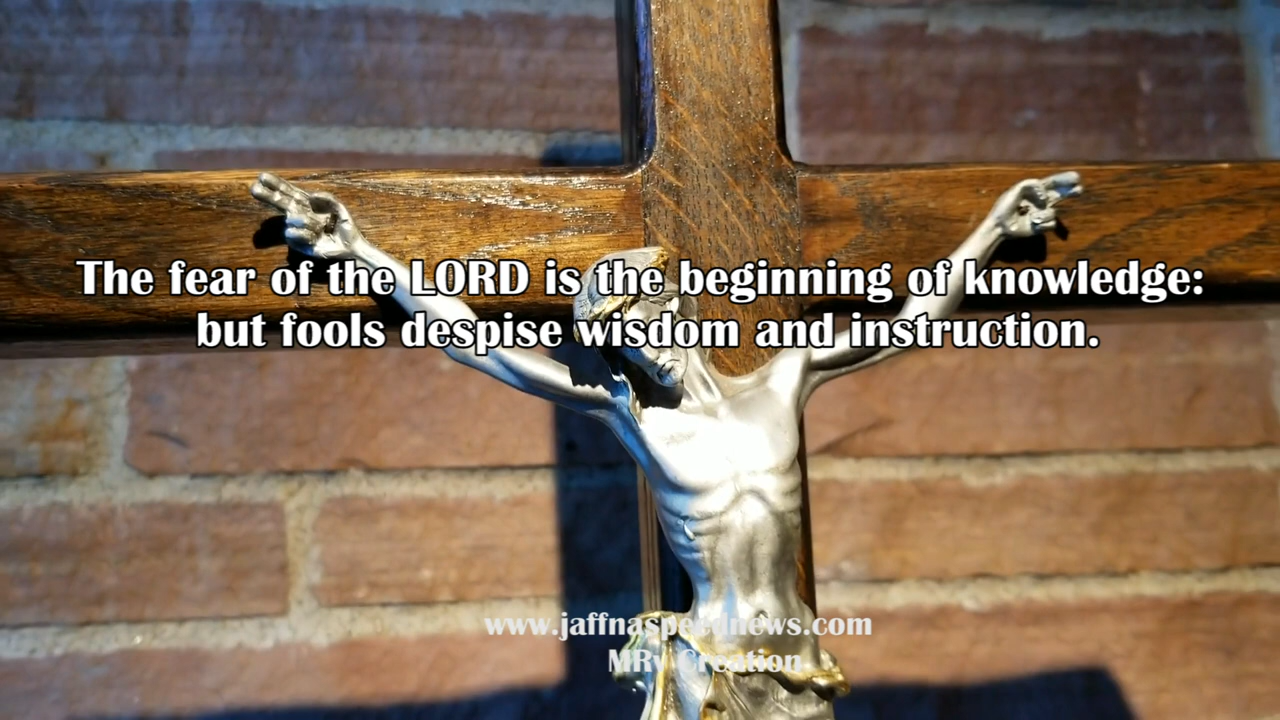 The fear of the LORD is the beginning of knowledge:
but fools despise wisdom and instruction.
www.jaffnaspeednews.com
MRv Creation